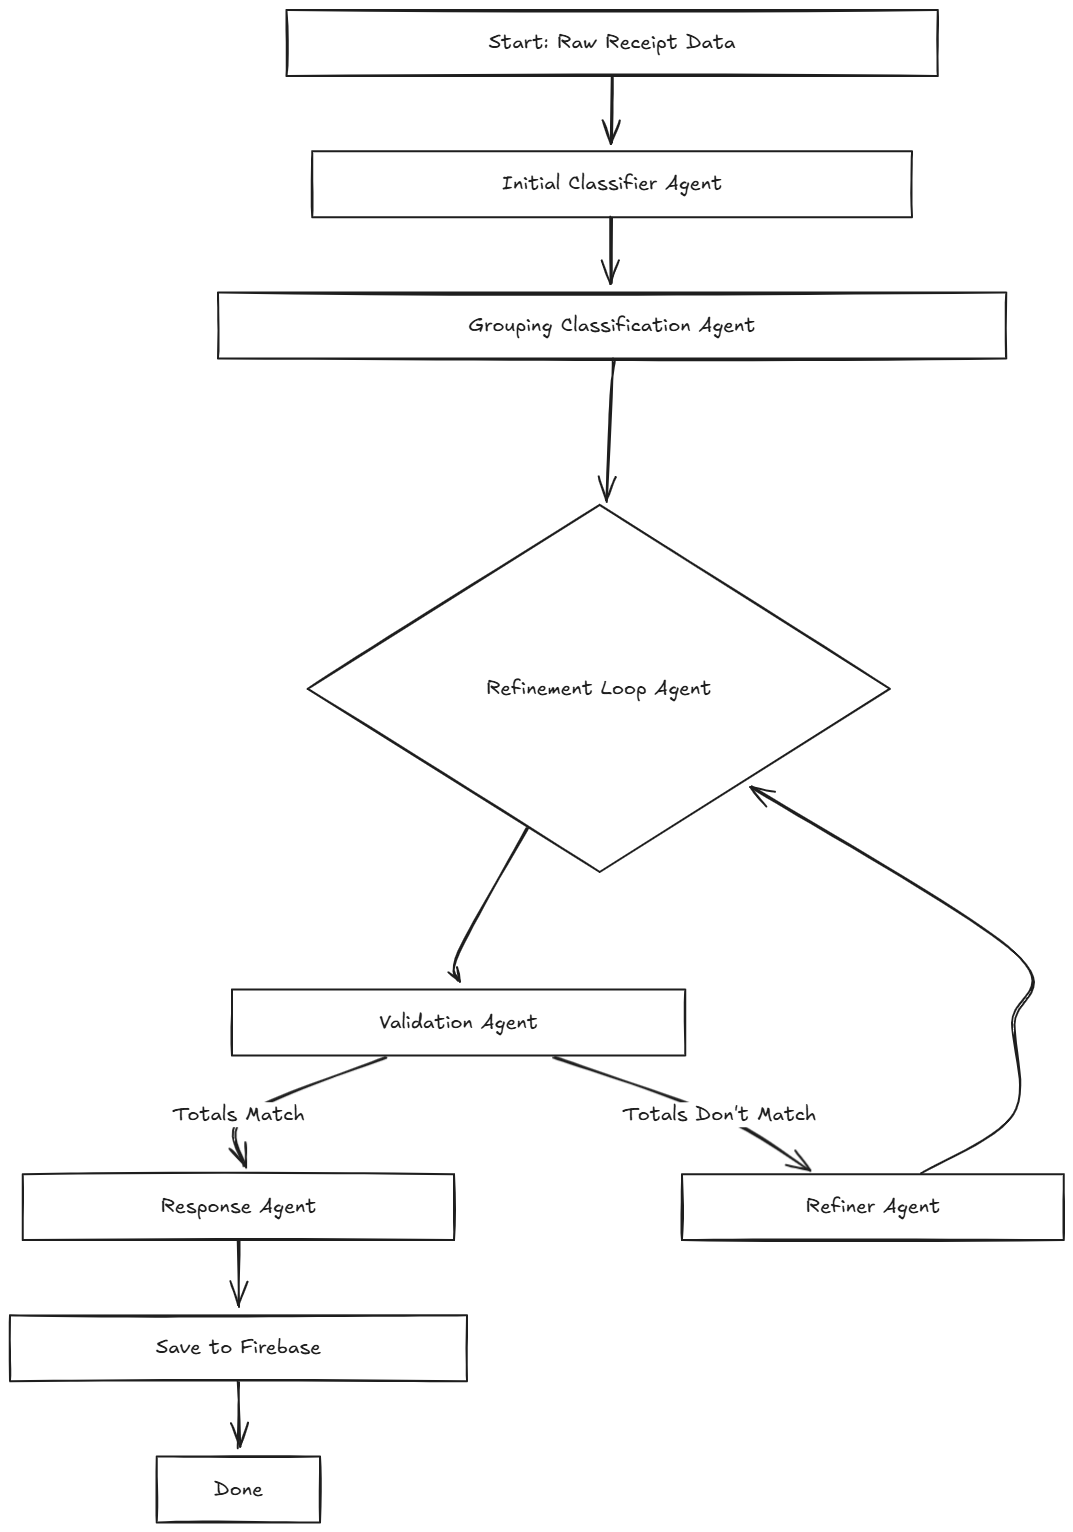 Start: Raw Receipt Data
Initial Classifier Agent
Grouping Classification Agent
Refinement Loop Agent
Validation Agent
Totals Match
Totals Don't Match
Response Agent
Refiner Agent
Save to Firebase
Done